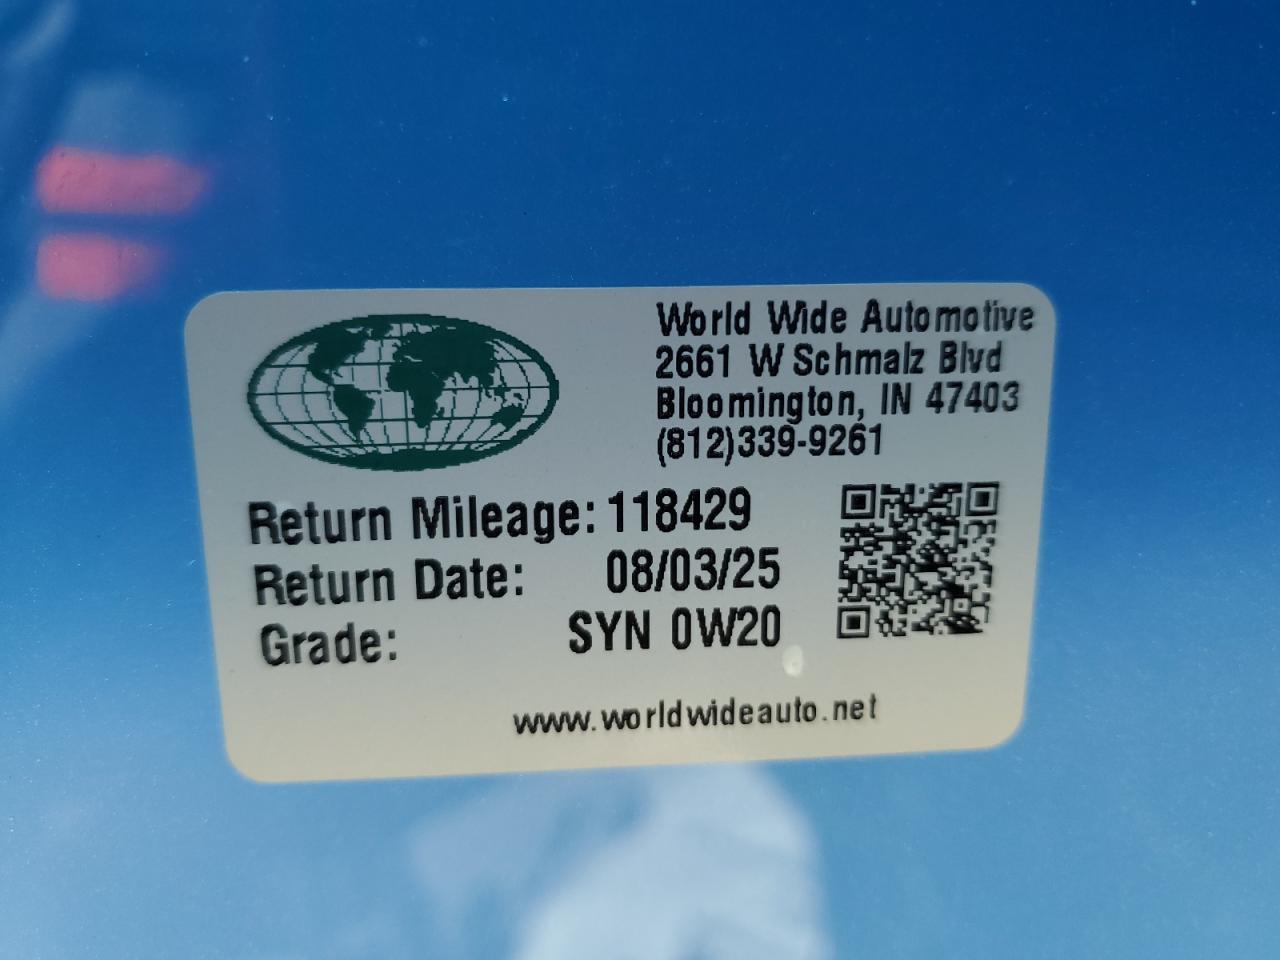 World Wide Automotive
2661 W Schmalz Blvd
Bloomington, IN 47403
(812)339-9261
Return Mileage: 118429
Return Date: 08/03/25
Grade: SYN 0W20
www.worldwideauto.net